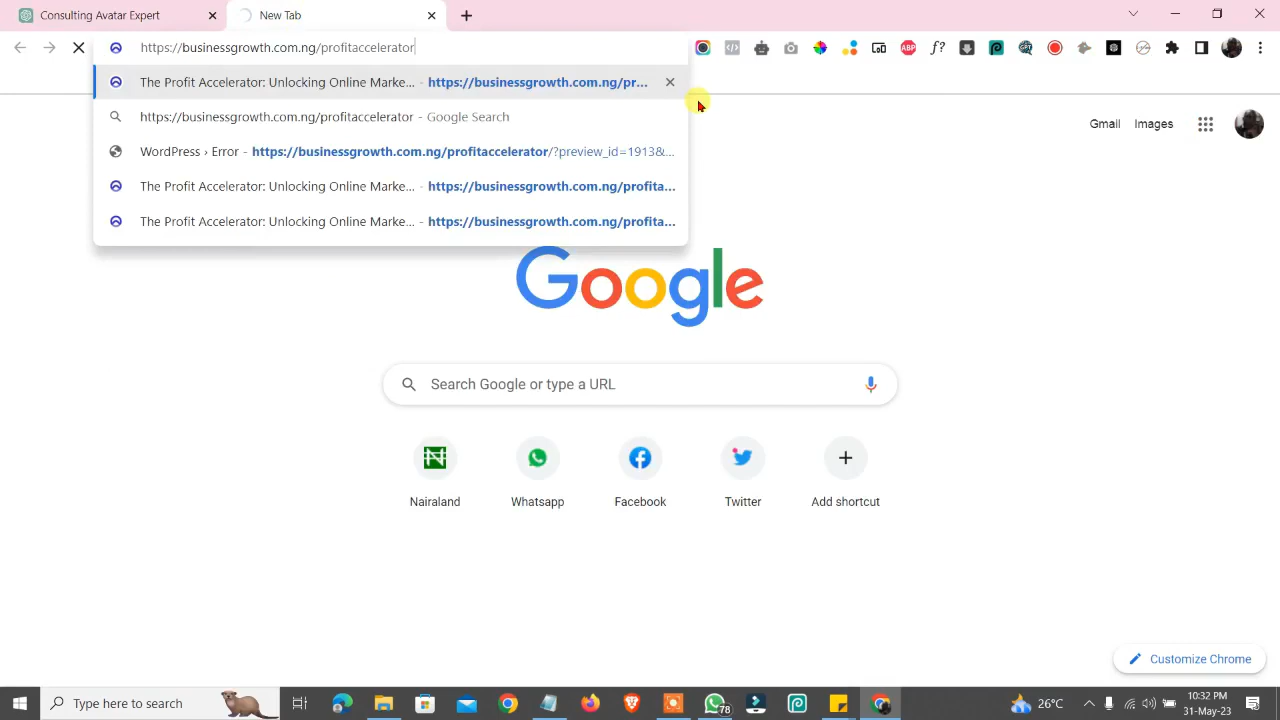 Consulting Avatar Expert
New Tab
https://businessgrowth.com.ng/profitaccelerator
ABP
f?
The Profit Accelerator: Unlocking Online Marke... - https://businessgrowth.com.ng/pr...
https://businessgrowth.com.ng/profitaccelerator - Google Search
WordPress › Error - https://businessgrowth.com.ng/profitaccelerator/?preview_id=1913&...
The Profit Accelerator: Unlocking Online Marke... - https://businessgrowth.com.ng/profita...
The Profit Accelerator: Unlocking Online Marke... - https://businessgrowth.com.ng/profita...
Gmail Images
Google
Search Google or type a URL
Nairaland Whatsapp Facebook Twitter Add shortcut
Customize Chrome
Type here to search
78
26°C
10:32 PM
31-May-23